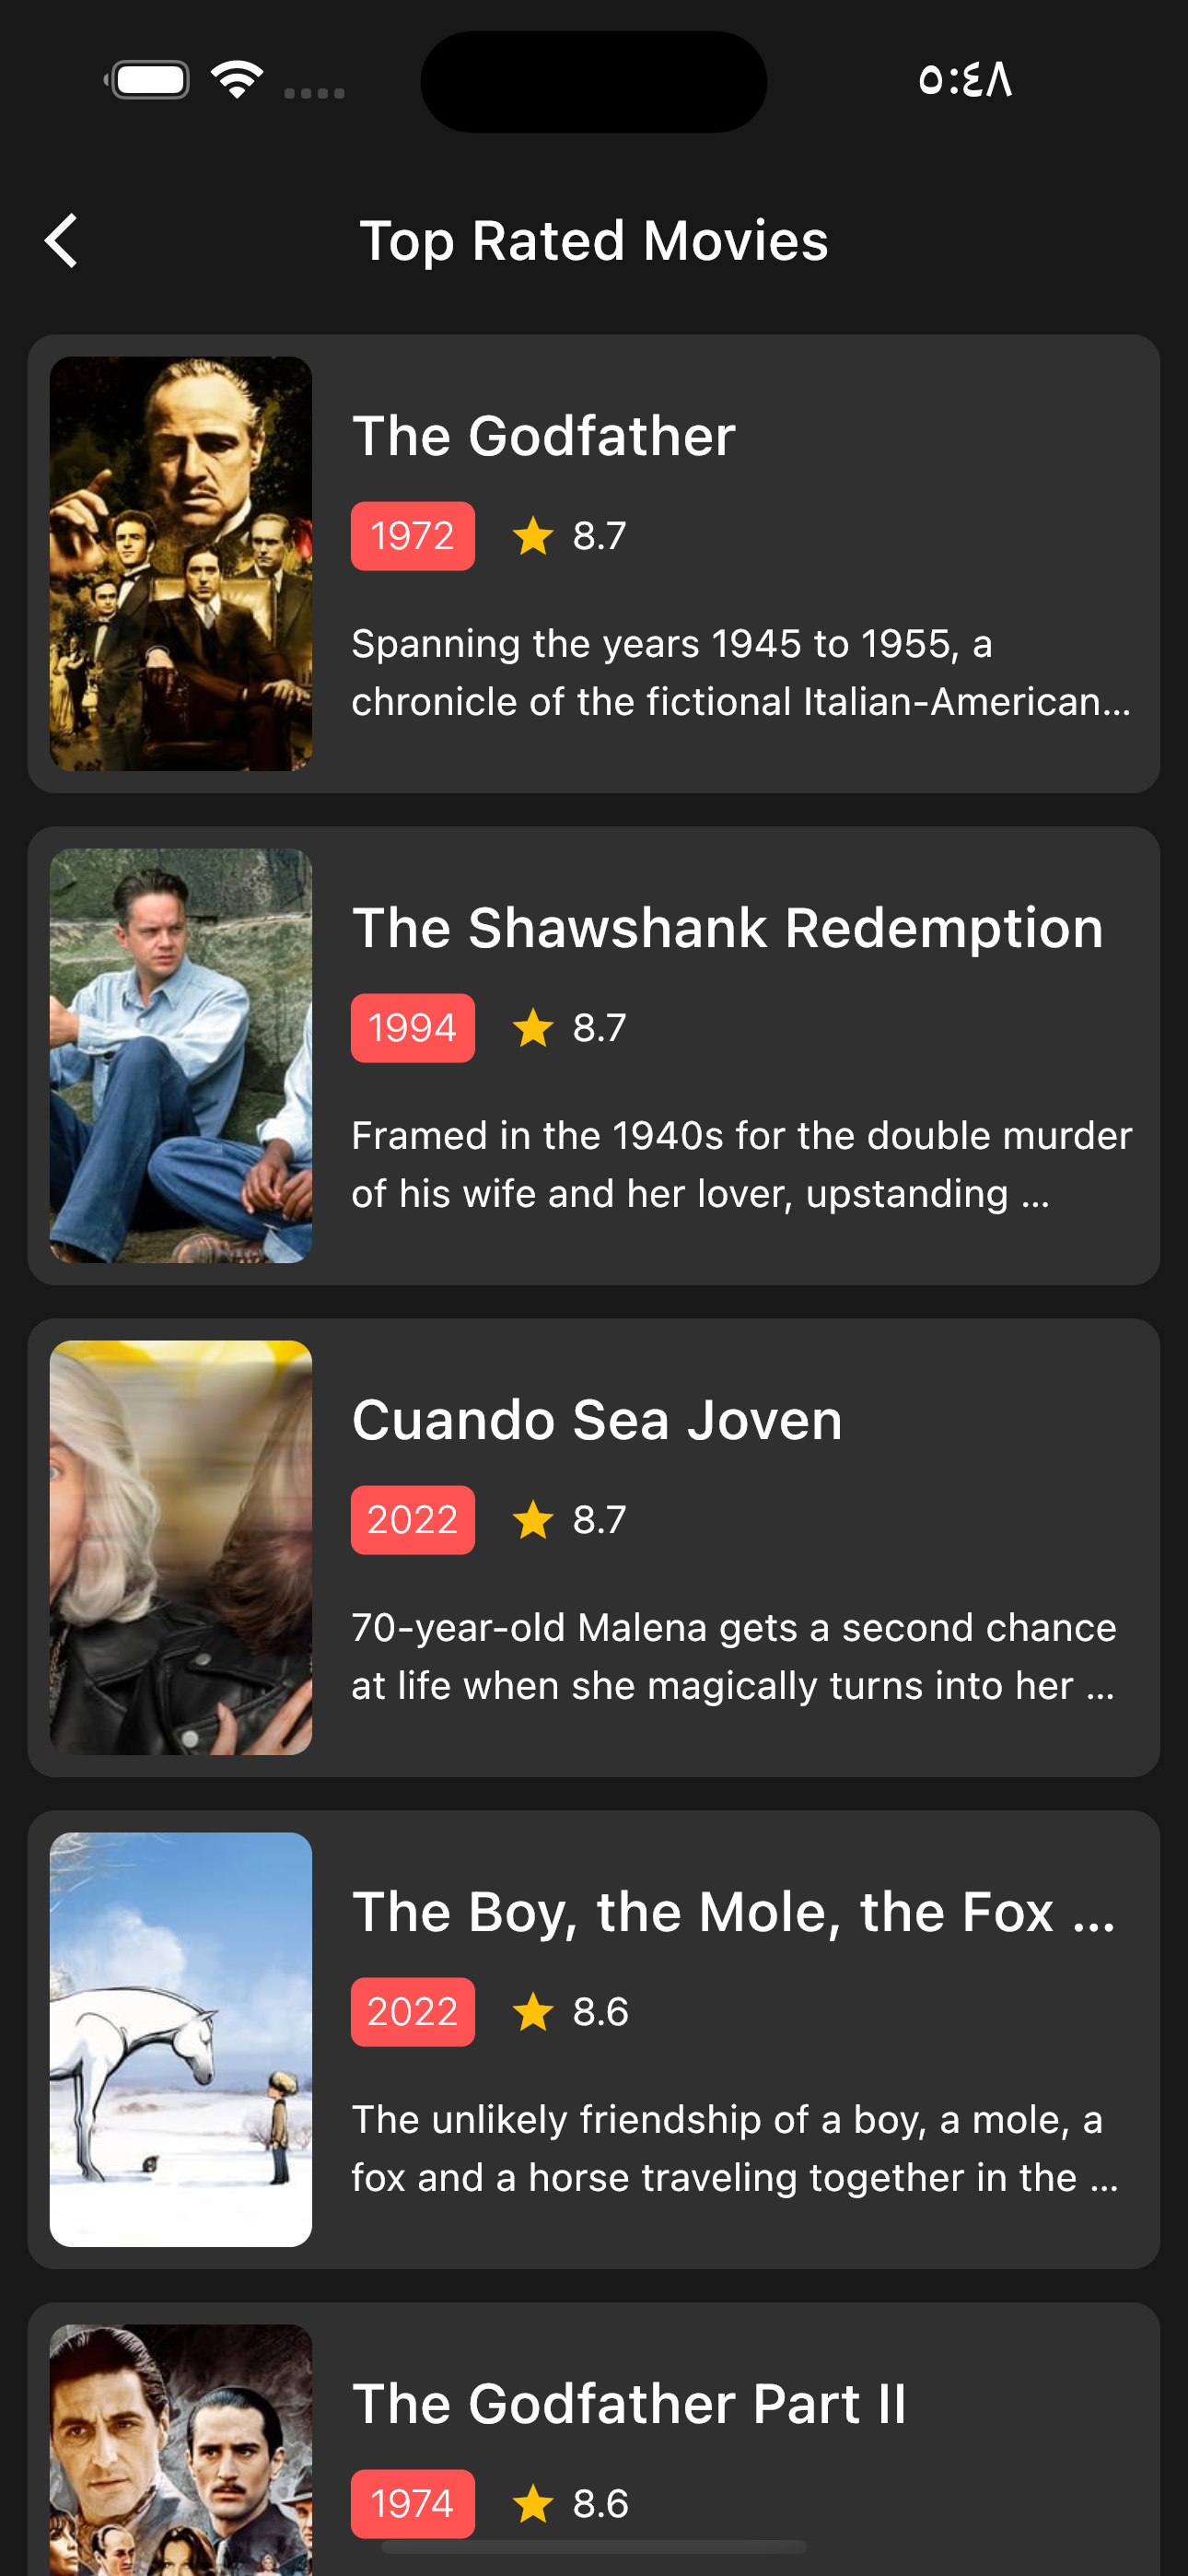 ٥:٤٨
Top Rated Movies
The Godfather
1972 8.7
Spanning the years 1945 to 1955, a
chronicle of the fictional Italian-American...
The Shawshank Redemption
1994 8.7
Framed in the 1940s for the double murder
of his wife and her lover, upstanding ...
Cuando Sea Joven
2022 8.7
70-year-old Malena gets a second chance
at life when she magically turns into her ...
The Boy, the Mole, the Fox ...
2022 8.6
The unlikely friendship of a boy, a mole, a
fox and a horse traveling together in the ...
The Godfather Part II
1974 8.6